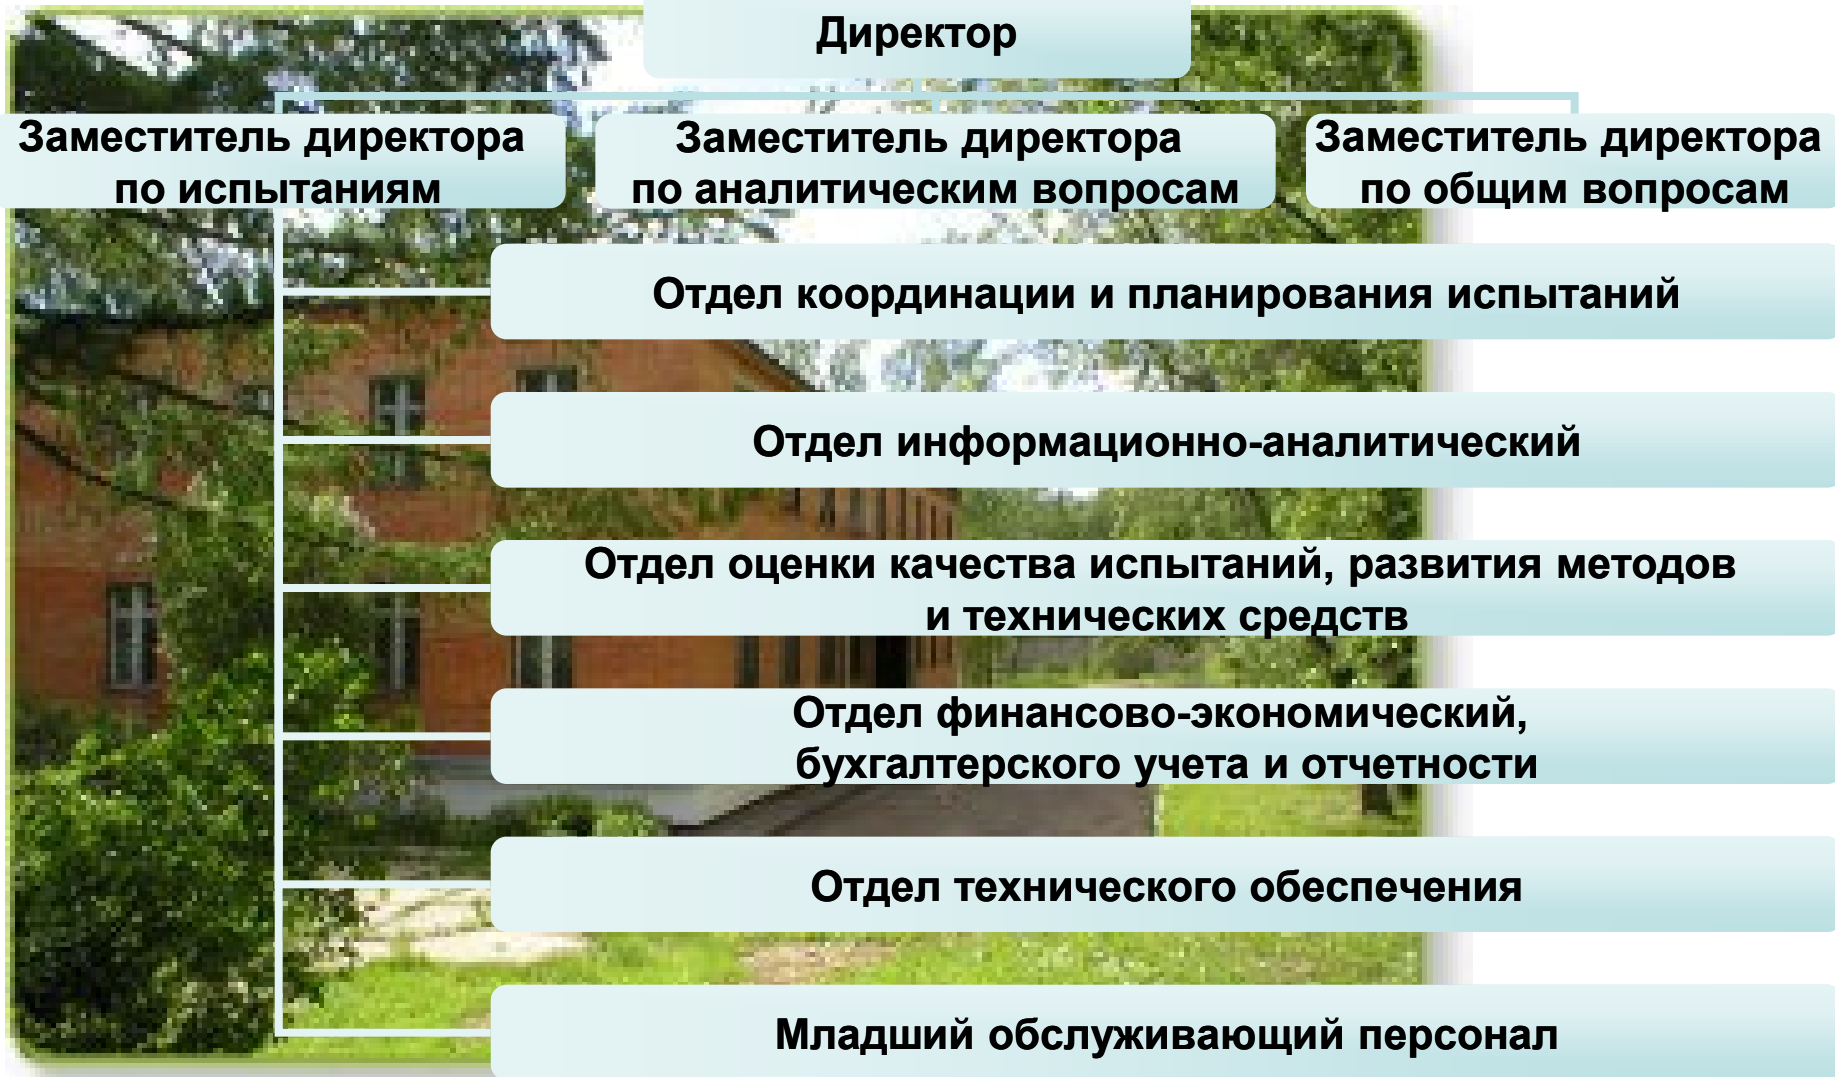 Директор
Заместитель директора
по испытаниям
Заместитель директора
по аналитическим вопросам
Заместитель директора
по общим вопросам
Отдел координации и планирования испытаний
Отдел информационно-аналитический
Отдел оценки качества испытаний, развития методов
и технических средств
Отдел финансово-экономический,
бухгалтерского учета и отчетности
Отдел технического обеспечения
Младший обслуживающий персонал